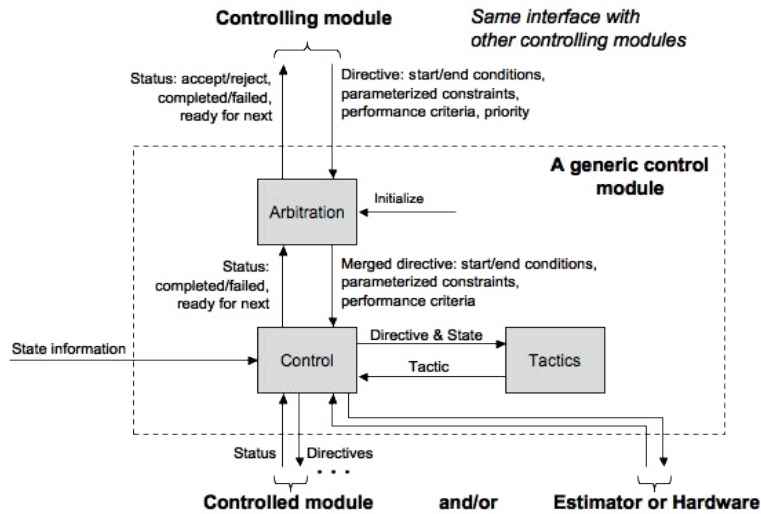 Controlling module
Same interface with
other controlling modules
Status: accept/reject,
completed/failed,
ready for next
Directive: start/end conditions,
parameterized constraints,
performance criteria, priority
A generic control
module
Arbitration
Initialize
Status:
completed/failed,
ready for next
Merged directive: start/end conditions,
parameterized constraints,
performance criteria
State information
Control
Directive & State
Tactic
Tactics
Status
Directives
. . .
Controlled module
and/or
Estimator or Hardware